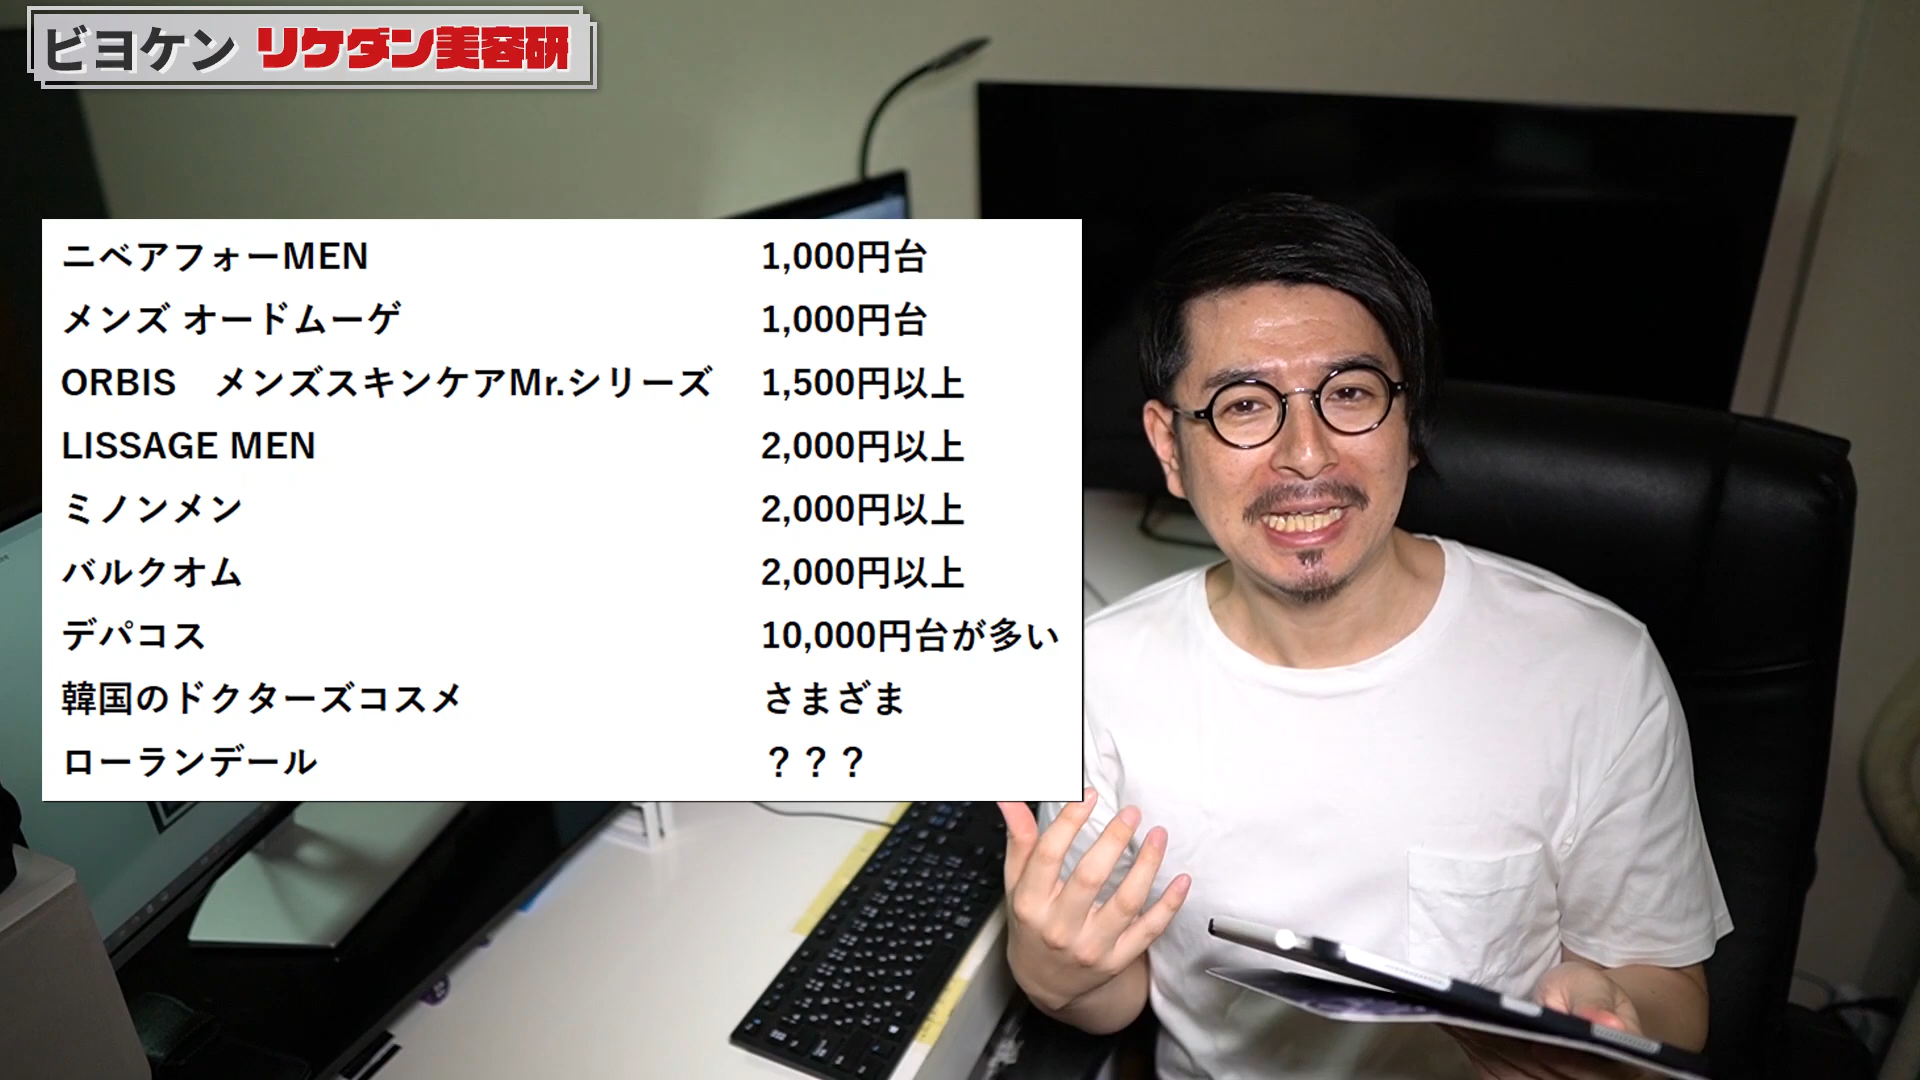 ビヨケン リケダン美容研
ニベアフォーMEN 1,000円台
メンズ オードムーゲ 1,000円台
ORBIS　メンズスキンケアMr.シリーズ 1,500円以上
LISSAGE MEN 2,000円以上
ミノンメン 2,000円以上
バルクオム 2,000円以上
デパコス 10,000円台が多い
韓国のドクターズコスメ さまざま
ローランデール ？？？